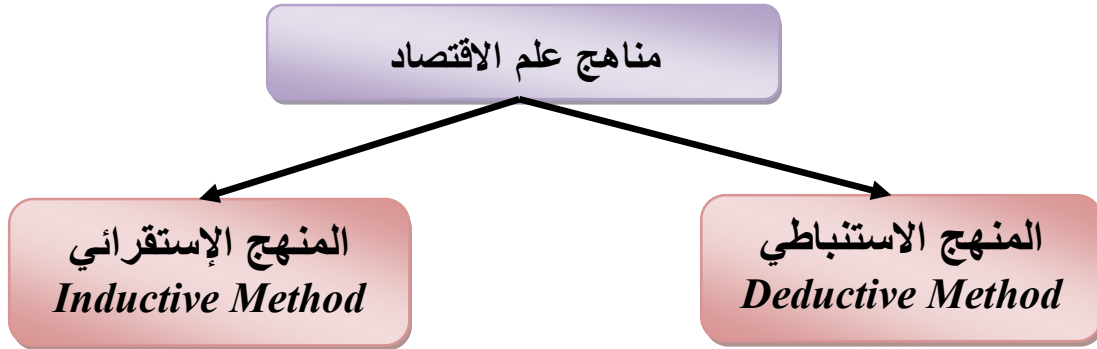 مناهج علم الاقتصاد
المنهج الاستنباطي
Deductive Method
المنهج الإستقرائي
Inductive Method